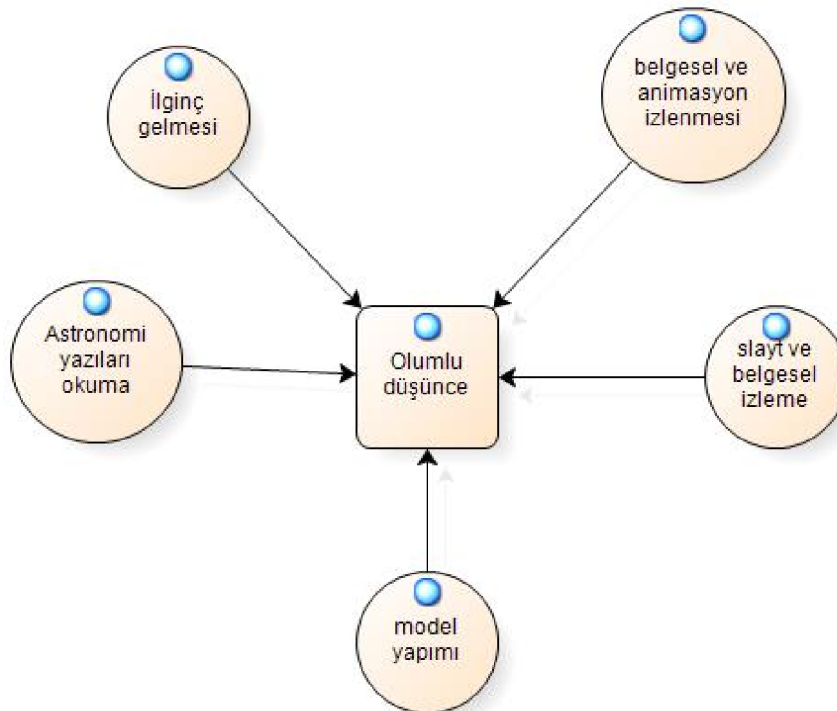 İlginç
gelmesi
belgesel ve
animasyon
izlenmesi
Astronomi
yazıları
okuma
Olumlu
düşünce
slayt ve
belgesel
izleme
model
yapımı